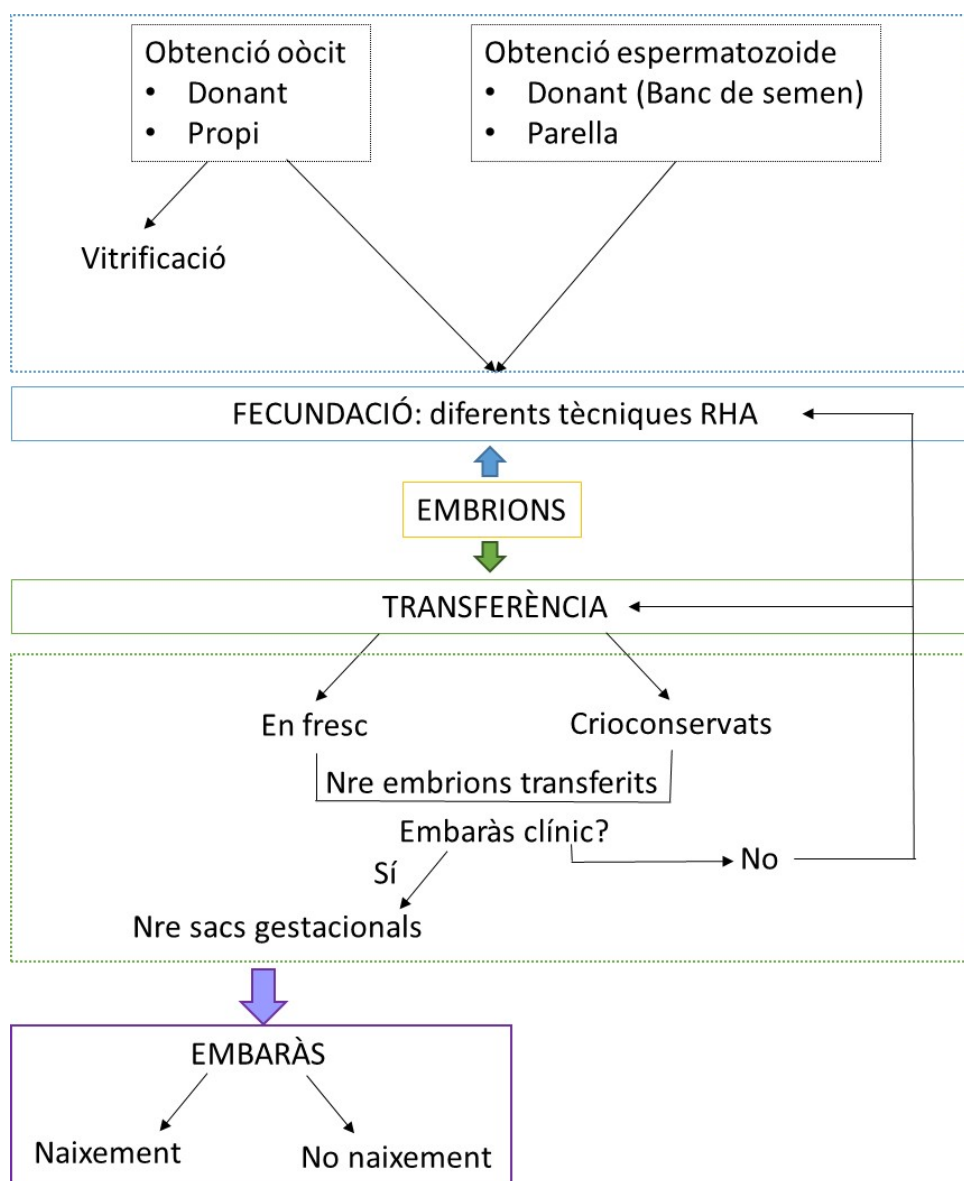 Obtenció oòcit
• Donant
• Propi
Obtenció espermatozoide
• Donant (Banc de semen)
• Parella
Vitrificació
FECUNDACIÓ: diferents tècniques RHA
EMBRIONS
TRANSFERÈNCIA
En fresc
Crioconservats
Nre embrions transferits
Embaràs clínic?
No
Sí
Nre sacs gestacionals
EMBARÀS
Naixement
No naixement